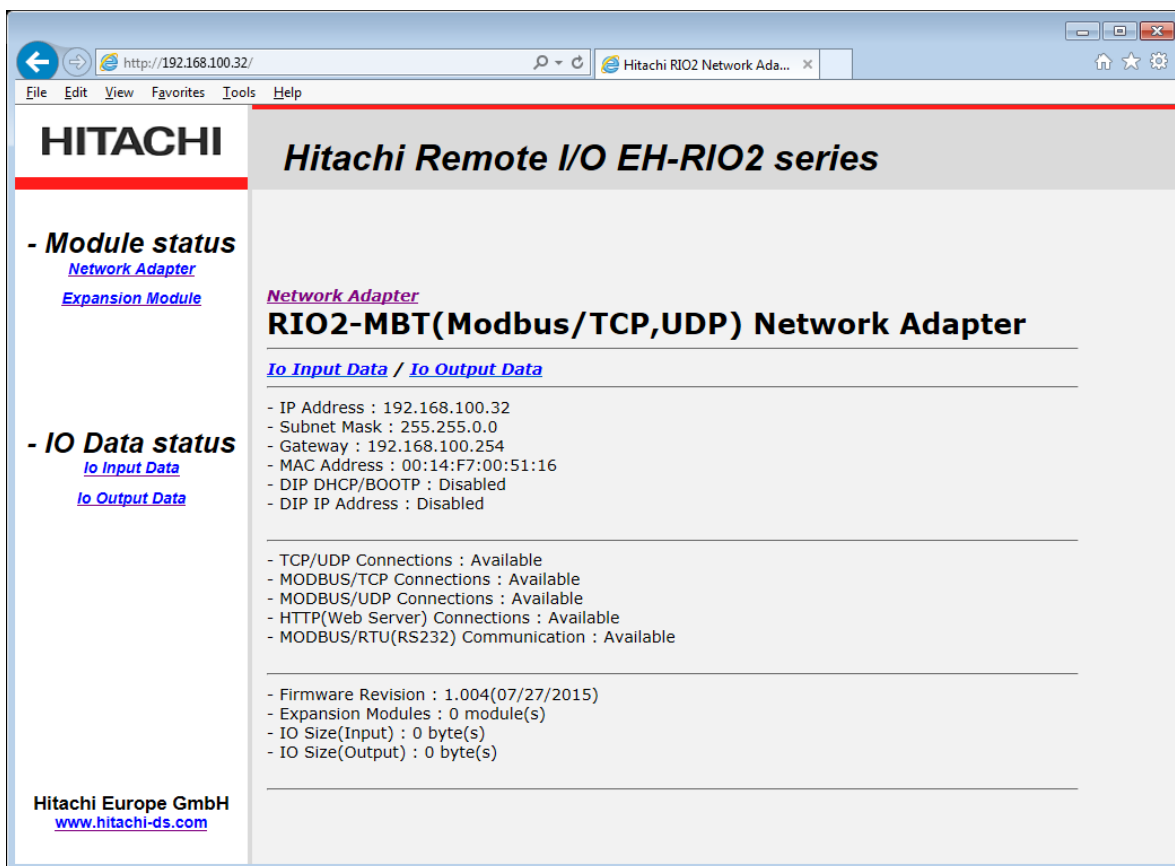 http://192.168.100.32/
Hitachi RIO2 Network Ada...
File Edit View Favorites Tools Help
HITACHI
Hitachi Remote I/O EH-RIO2 series
- Module status
Network Adapter
Expansion Module
- IO Data status
Io Input Data
Io Output Data
Hitachi Europe GmbH
www.hitachi-ds.com
Network Adapter
RIO2-MBT(Modbus/TCP,UDP) Network Adapter
Io Input Data / Io Output Data
- IP Address : 192.168.100.32
- Subnet Mask : 255.255.0.0
- Gateway : 192.168.100.254
- MAC Address : 00:14:F7:00:51:16
- DIP DHCP/BOOTP : Disabled
- DIP IP Address : Disabled
- TCP/UDP Connections : Available
- MODBUS/TCP Connections : Available
- MODBUS/UDP Connections : Available
- HTTP(Web Server) Connections : Available
- MODBUS/RTU(RS232) Communication : Available
- Firmware Revision : 1.004(07/27/2015)
- Expansion Modules : 0 module(s)
- IO Size(Input) : 0 byte(s)
- IO Size(Output) : 0 byte(s)